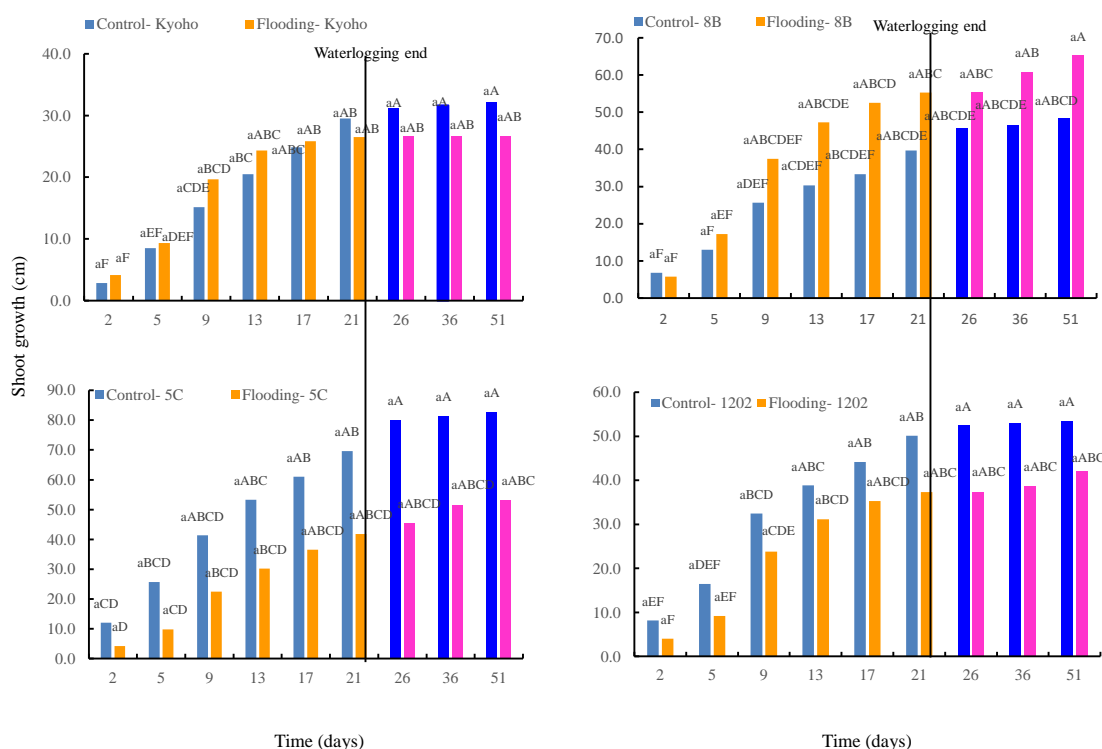 Control- Kyoho
Flooding- Kyoho
Waterlogging end
40.0
30.0
20.0
10.0
0.0
aF
aF
aEF
aDEF
aCDE
aBCD
aBC
aABC
aABC
aAB
aAB
aAB
aA
aAB
aA
aAB
aA
aAB
2 5 9 13 17 21 26 36 51
Control- 8B
Flooding- 8B
Waterlogging end
70.0
60.0
50.0
40.0
30.0
20.0
10.0
0.0
aF
aF
aF
aEF
aDEF
aABCDEF
aCDEF
aABCDE
aBCDEF
aABCD
aABCDE
aABC
aABCDE
aABC
aABCDE
aAB
aABCD
aA
2 5 9 13 17 21 26 36 51
Shoot growth (cm)
Control- 5C
Flooding- 5C
90.0
80.0
70.0
60.0
50.0
40.0
30.0
20.0
10.0
0.0
aCD
aD
aBCD
aCD
aABCD
aBCD
aABC
aBCD
aAB
aABCD
aAB
aABCD
aA
aABCD
aA
aABCD
aA
aABC
2 5 9 13 17 21 26 36 51
Time (days)
Control- 1202
Flooding- 1202
60.0
50.0
40.0
30.0
20.0
10.0
0.0
aEF
aF
aDEF
aEF
aBCD
aCDE
aABC
aABCD
aAB
aABCD
aAB
aABC
aA
aABC
aA
aABC
aA
aABC
2 5 9 13 17 21 26 36 51
Time (days)